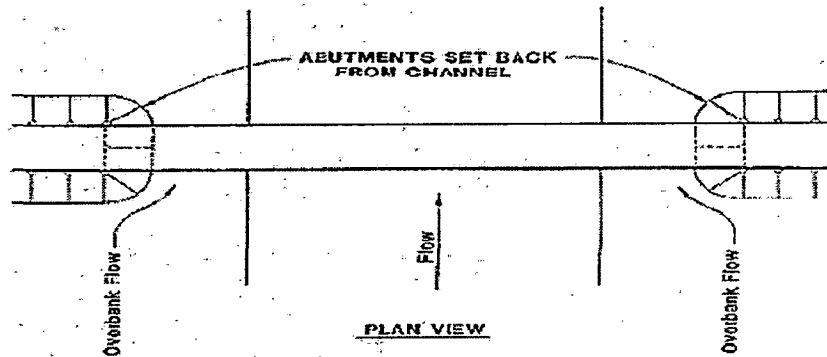 ABUTMENTS SET BACK
FROM CHANNEL
Overbank Flow
Flow
Overbank Flow
PLAN VIEW